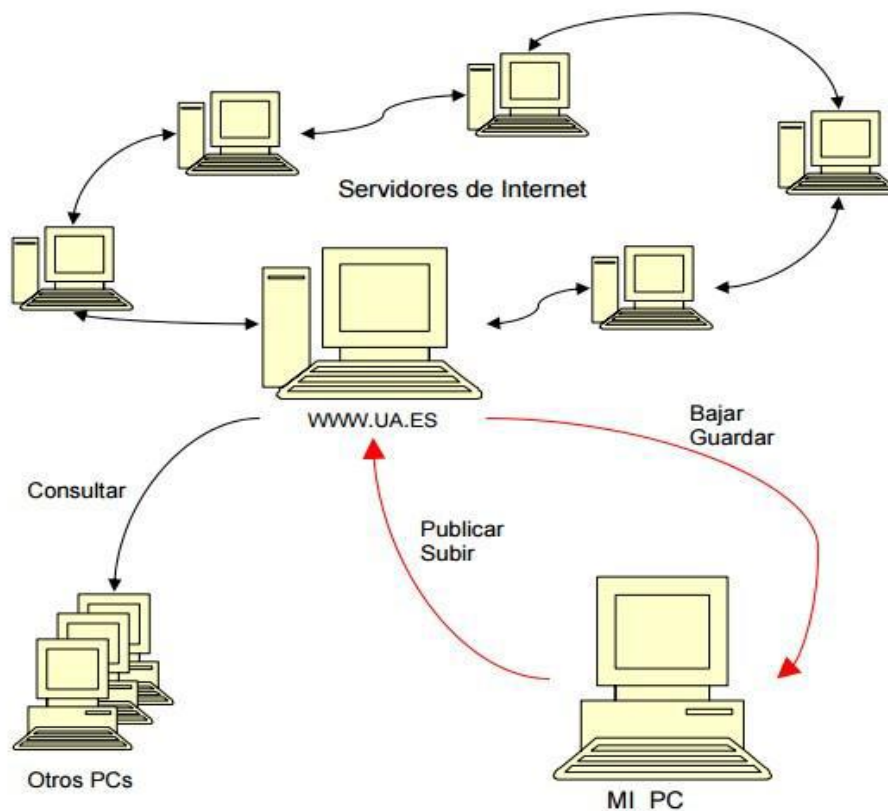 Servidores de Internet
WWW.UA.ES
Bajar
Guardar
Consultar
Publicar
Subir
Otros PCs
MI PC